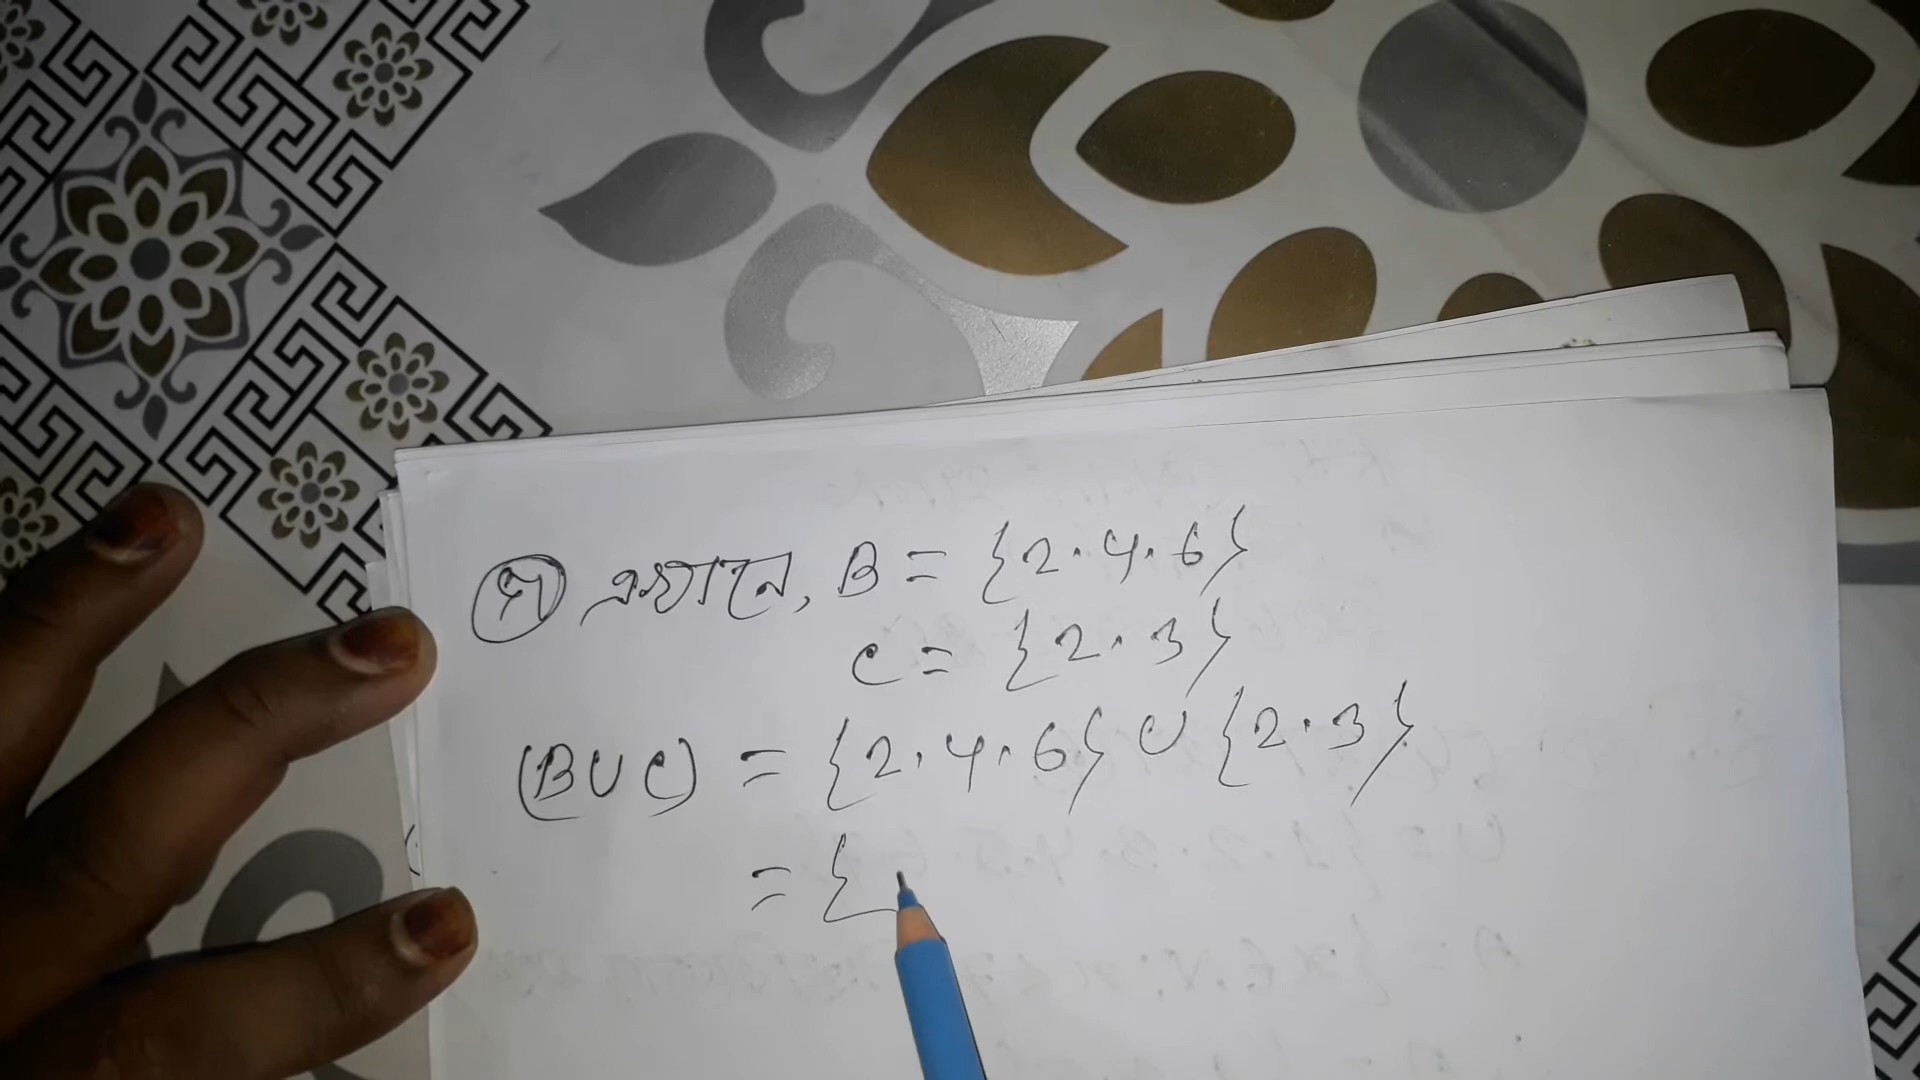 গ এখানে, B = {2.4.6}
C = {2.3}
(B∪C) = {2.4.6} ∪ {2.3}
= {